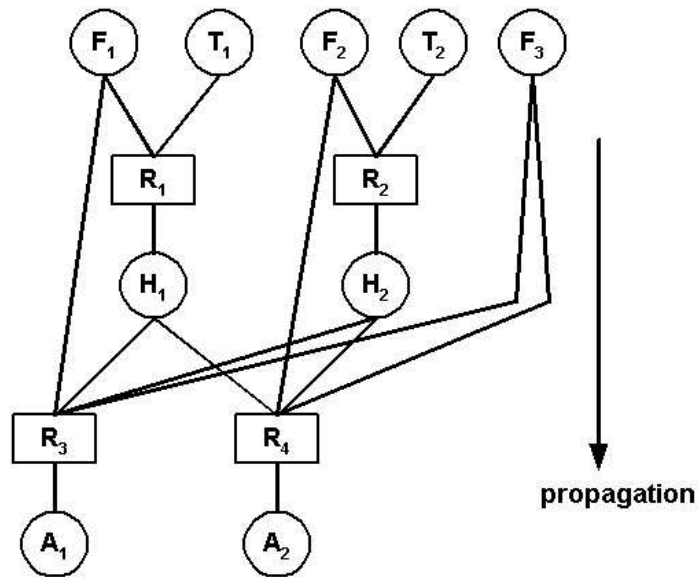 F₁ T₁ F₂ T₂ F₃
R₁ R₂
H₁ H₂
R₃ R₄
propagation
A₁ A₂